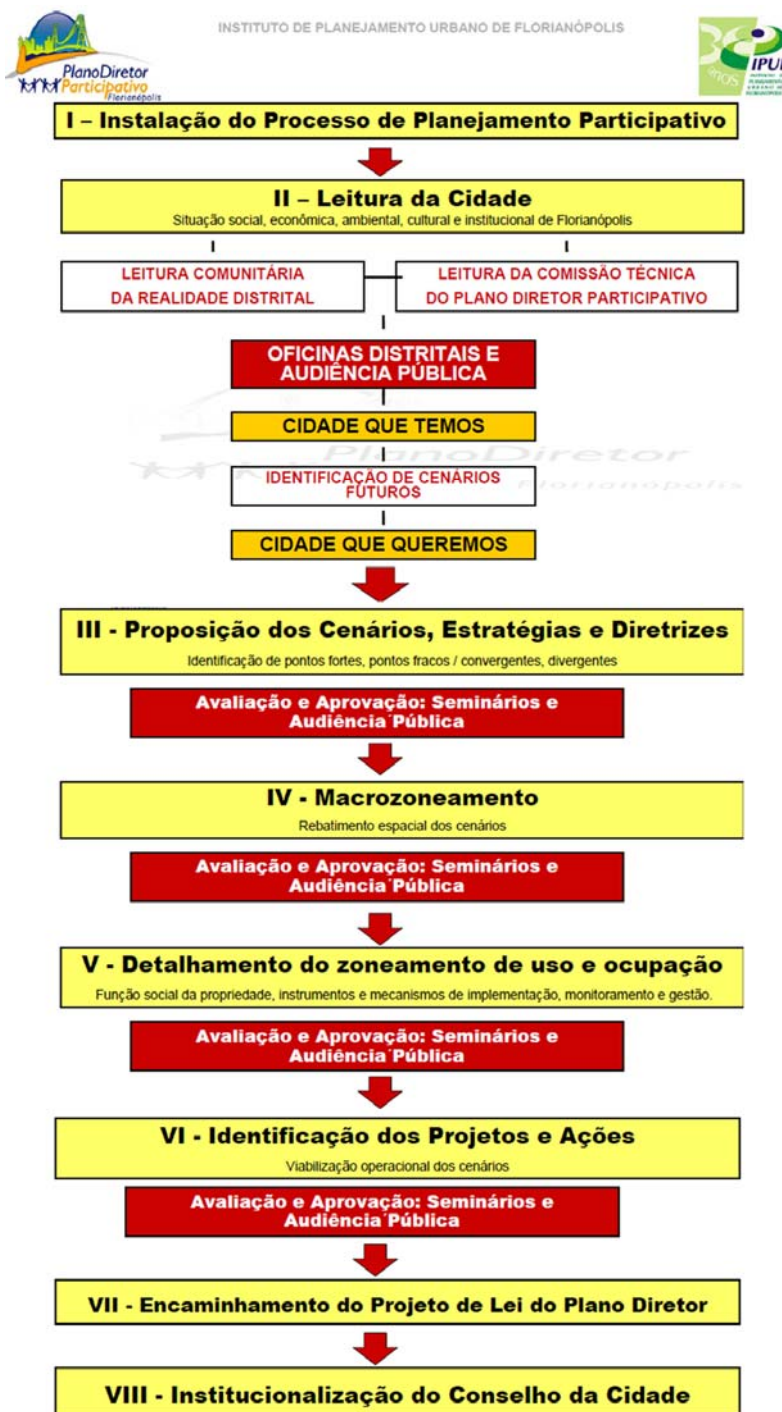 INSTITUTO DE PLANEJAMENTO URBANO DE FLORIANÓPOLIS
PlanoDiretor
Participativo
Florianópolis
30
anos
IPUF
I – Instalação do Processo de Planejamento Participativo
II – Leitura da Cidade
Situação social, econômica, ambiental, cultural e institucional de Florianópolis
LEITURA COMUNITÁRIA
DA REALIDADE DISTRITAL
LEITURA DA COMISSÃO TÉCNICA
DO PLANO DIRETOR PARTICIPATIVO
OFICINAS DISTRITAIS E
AUDIÊNCIA PÚBLICA
CIDADE QUE TEMOS
PlanoDiretor
Florianópolis
IDENTIFICAÇÃO DE CENÁRIOS
FUTUROS
CIDADE QUE QUEREMOS
III - Proposição dos Cenários, Estratégias e Diretrizes
Identificação de pontos fortes, pontos fracos / convergentes, divergentes
Avaliação e Aprovação: Seminários e
Audiência Pública
IV - Macrozoneamento
Rebatimento espacial dos cenários
Avaliação e Aprovação: Seminários e
Audiência Pública
V - Detalhamento do zoneamento de uso e ocupação
Função social da propriedade, instrumentos e mecanismos de implementação, monitoramento e gestão.
Avaliação e Aprovação: Seminários e
Audiência Pública
VI - Identificação dos Projetos e Ações
Viabilização operacional dos cenários
Avaliação e Aprovação: Seminários e
Audiência Pública
VII - Encaminhamento do Projeto de Lei do Plano Diretor
VIII - Institucionalização do Conselho da Cidade